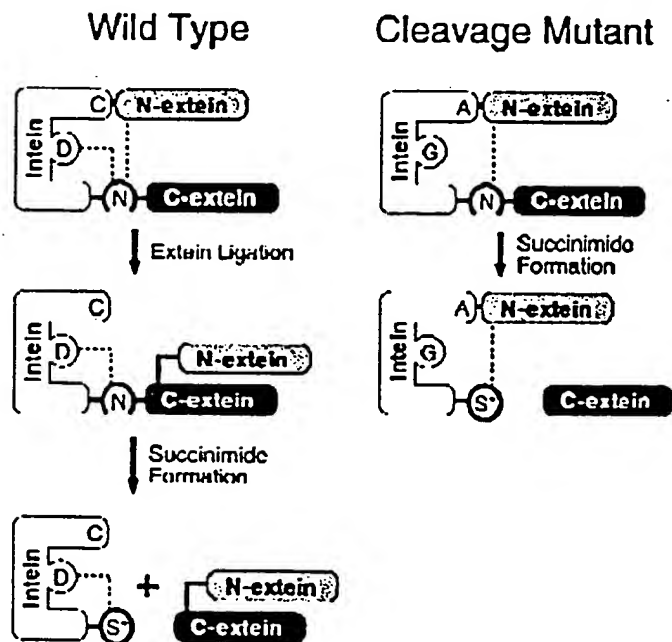 Wild Type
Cleavage Mutant
C
N-extein
Intein
D
N
C-extein
A
N-extein
Intein
G
N
C-extein
Extein Ligation
Succinimide
Formation
C
Intein
D
N-extein
N
C-extein
A
N-extein
Intein
G
S*
C-extein
Succinimide
Formation
C
Intein
D
S*
+
N-extein
C-extein